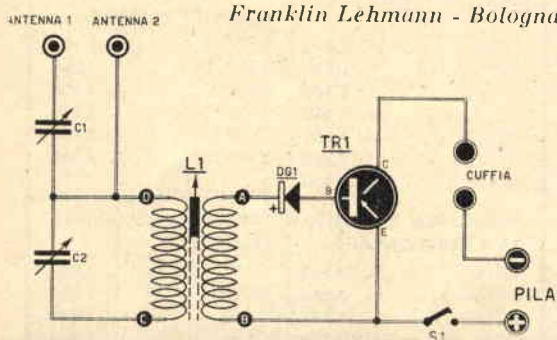 Franklin Lehmann - Bologna
ANTENNA 1 ANTENNA 2
C1
TR1
L1
DG1
C
CUFFIA
D
A
+
B
E
C2
PILA
C
B
S1